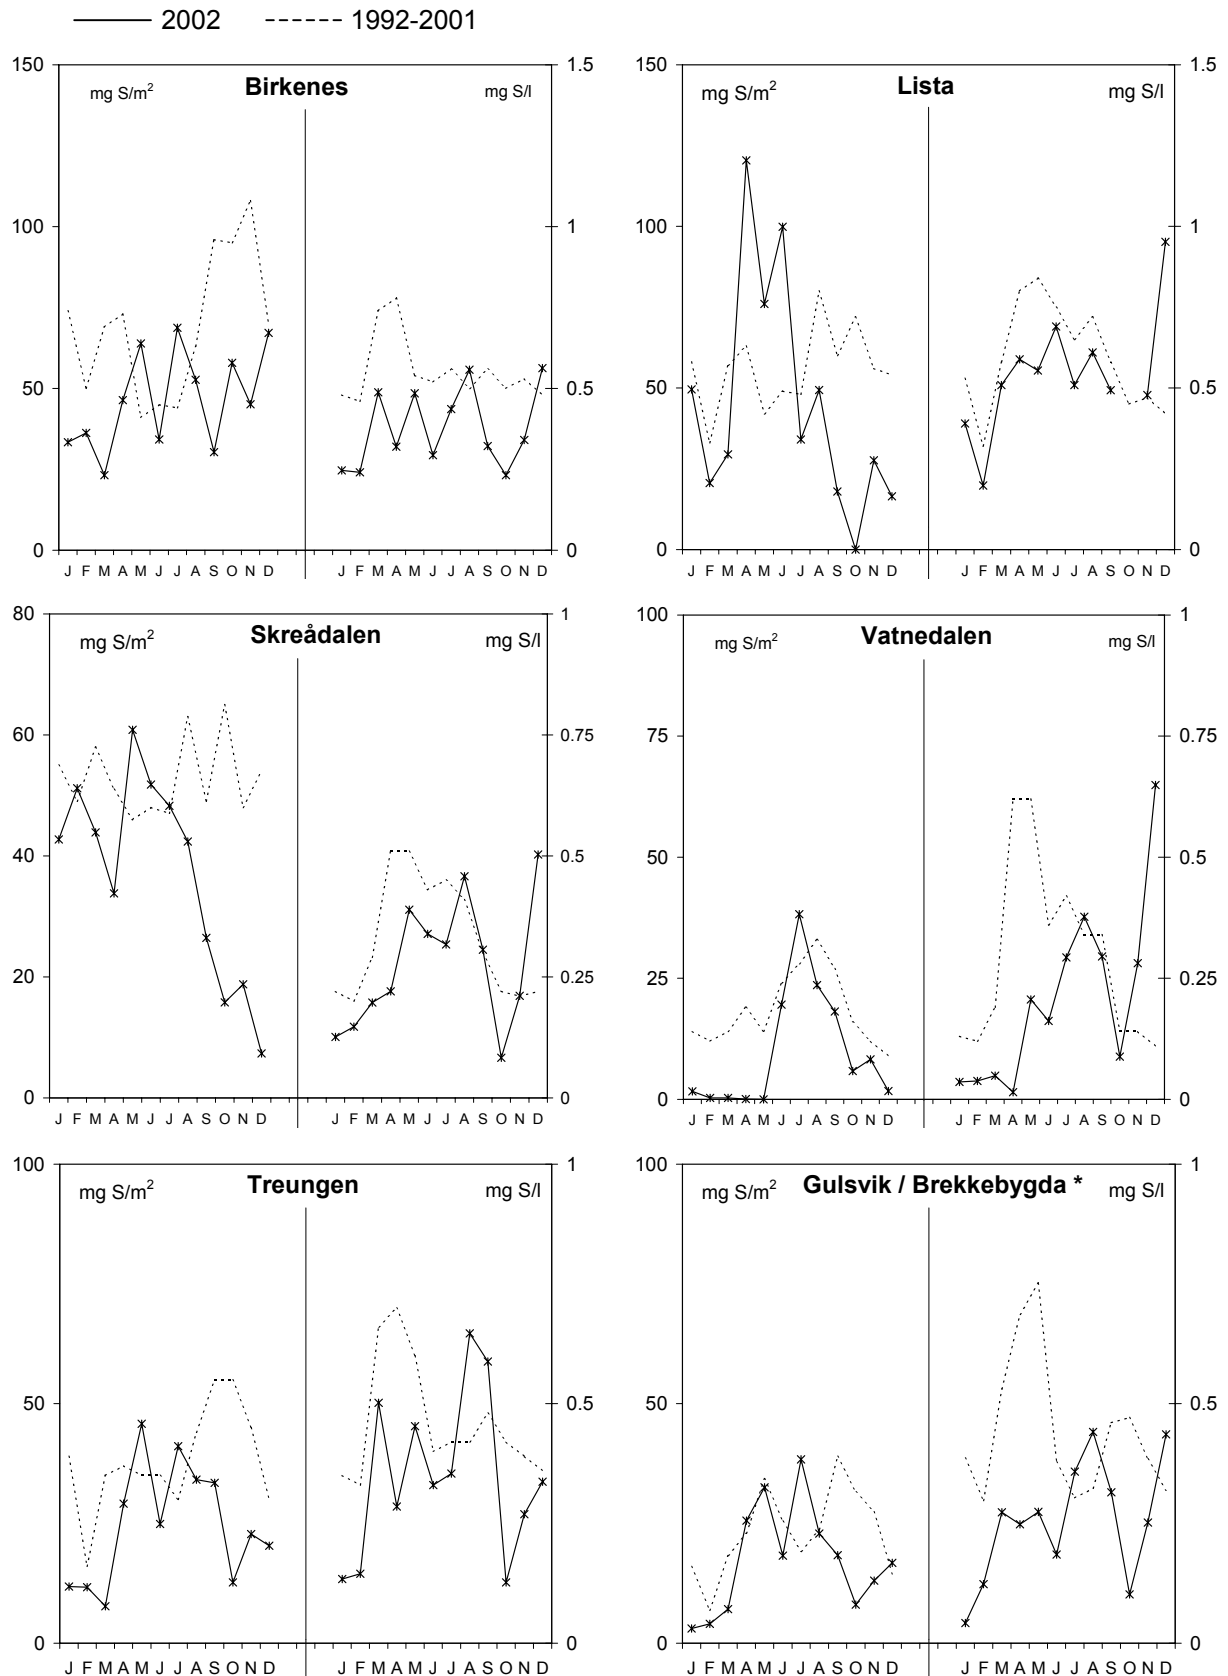 2002 1992-2001
150 mg S/m² Birkenes mg S/l 1.5
100 1
50 0.5
0 0
J F M A M J J A S O N D J F M A M J J A S O N D
150 mg S/m² Lista mg S/l 1.5
100 1
50 0.5
0 0
J F M A M J J A S O N D J F M A M J J A S O N D
80 mg S/m² Skreådalen mg S/l 1
60 0.75
40 0.5
20 0.25
0 0
J F M A M J J A S O N D J F M A M J J A S O N D
100 mg S/m² Vatnedalen mg S/l 1
75 0.75
50 0.5
25 0.25
0 0
J F M A M J J A S O N D J F M A M J J A S O N D
100 mg S/m² Treungen mg S/l 1
50 0.5
0 0
J F M A M J J A S O N D J F M A M J J A S O N D
100 mg S/m² Gulsvik / Brekkebygda * mg S/l 1
50 0.5
0 0
J F M A M J J A S O N D J F M A M J J A S O N D